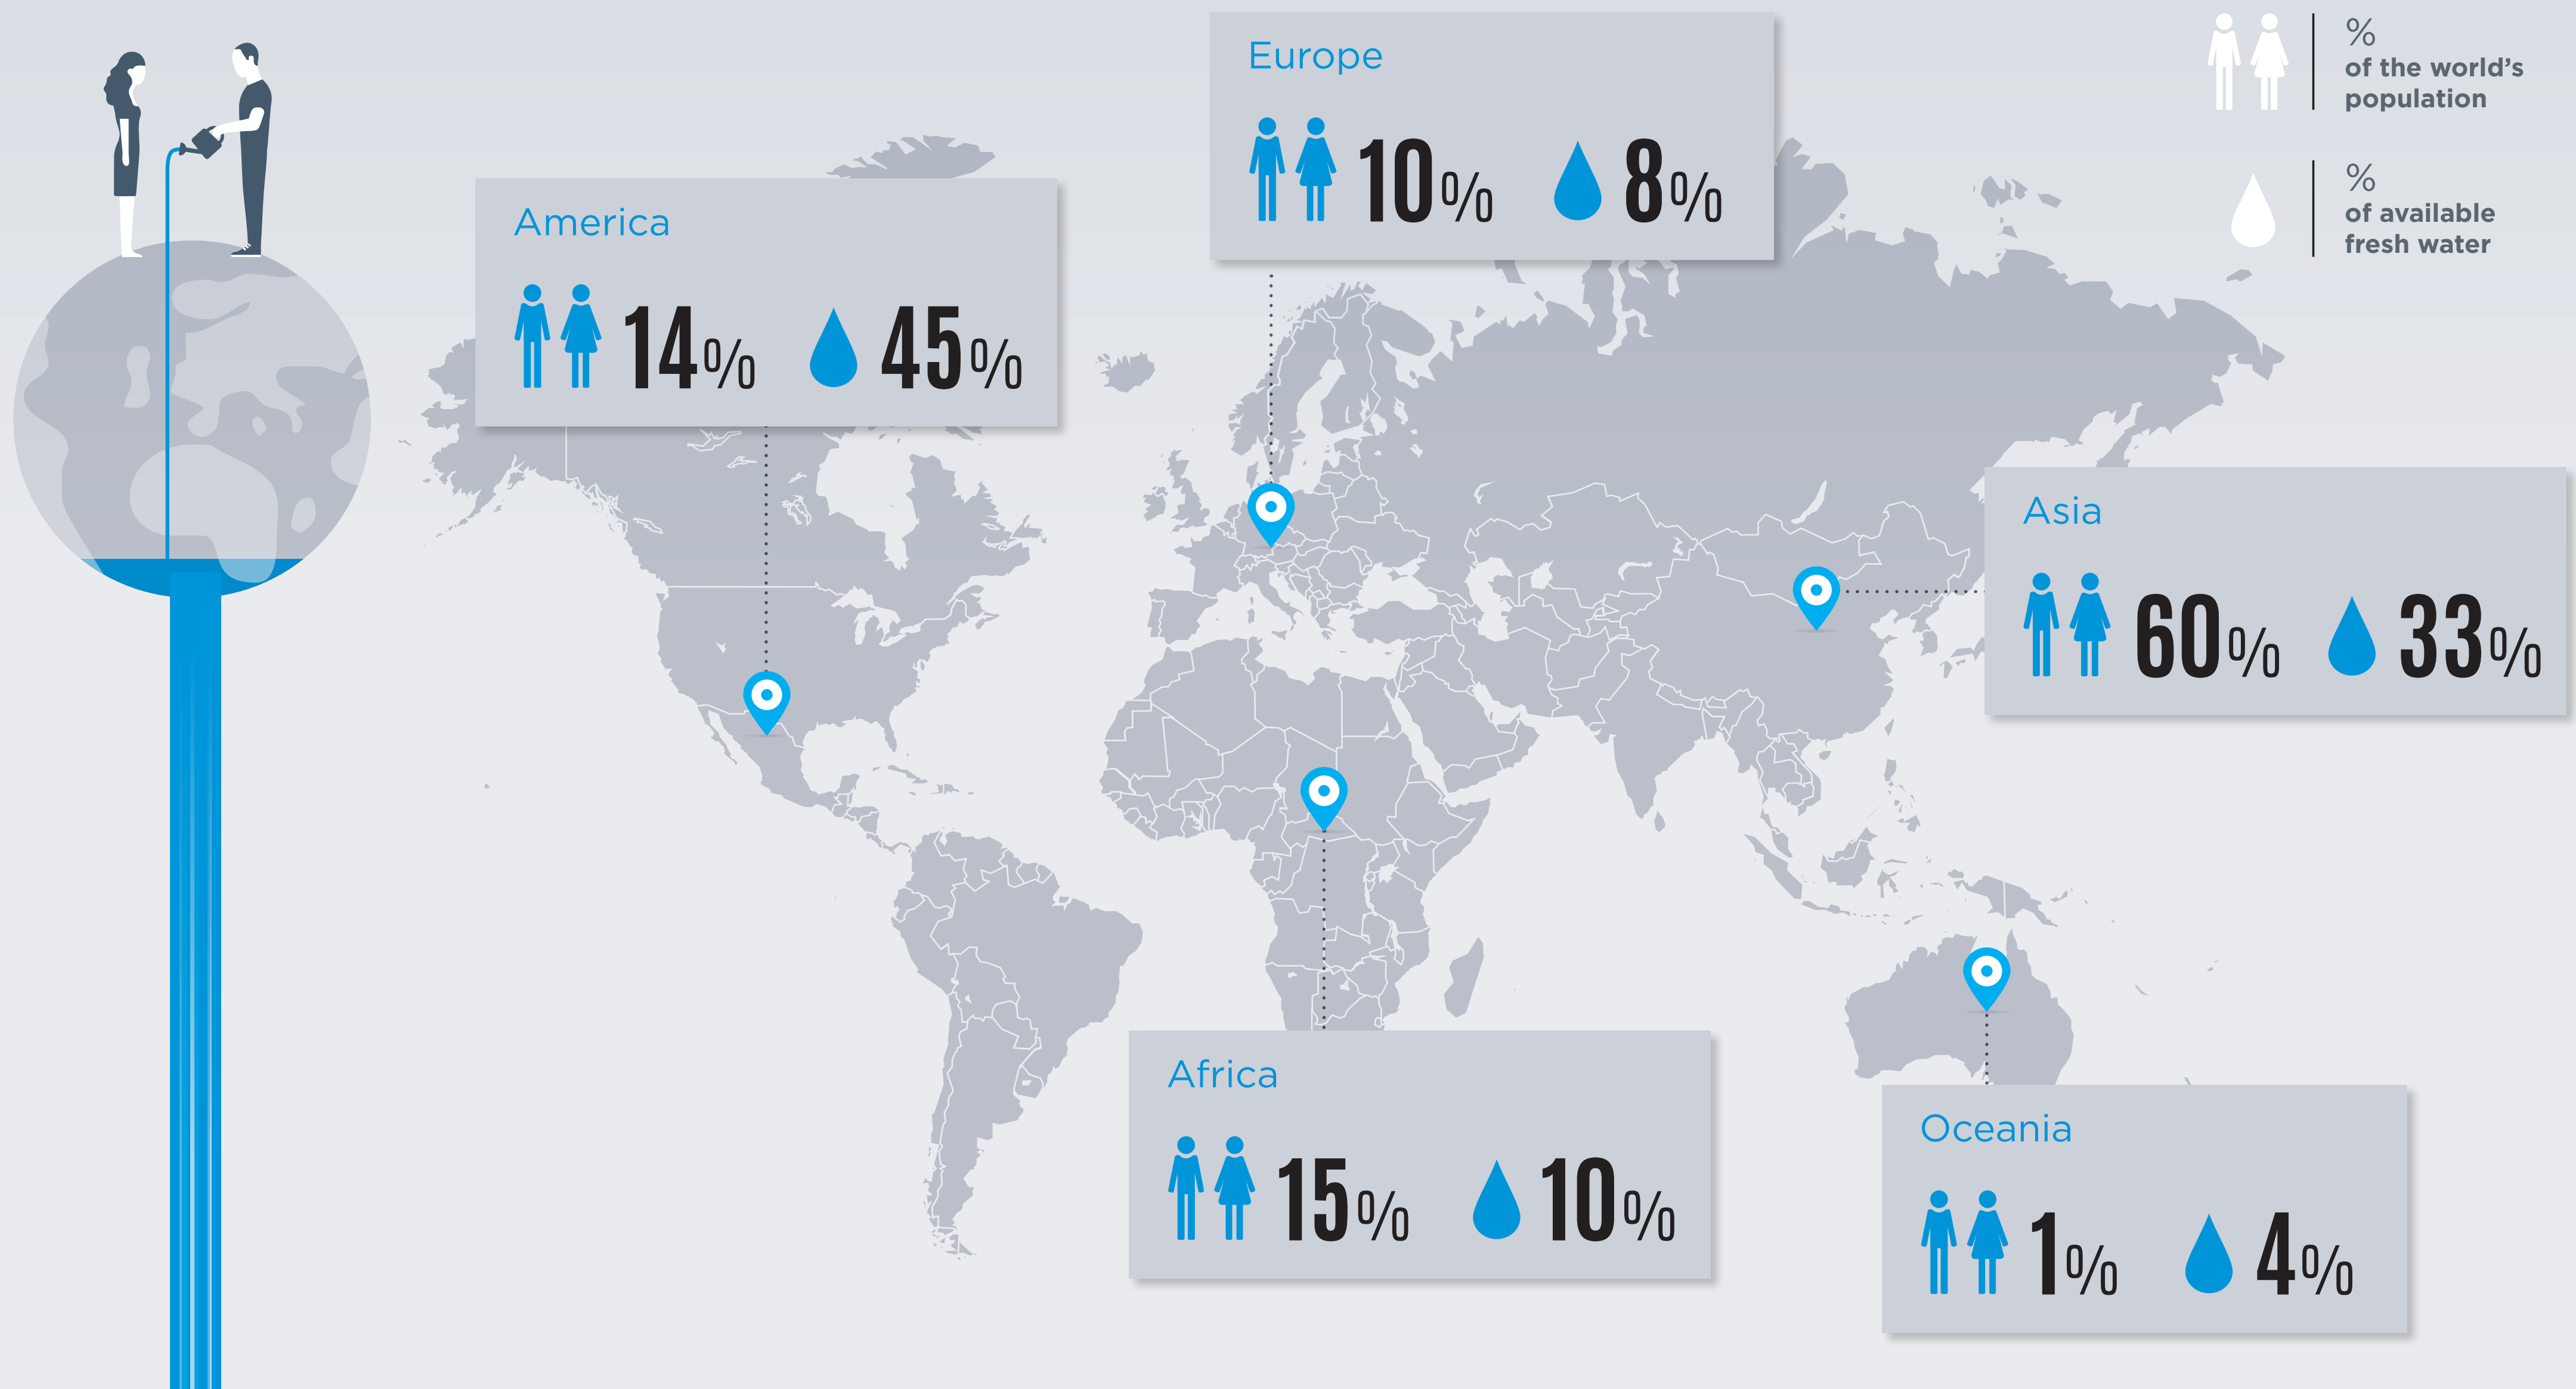 Europe
10% 8%
%
of the world's
population
%
of available
fresh water
America
14% 45%
Asia
60% 33%
Africa
15% 10%
Oceania
1% 4%